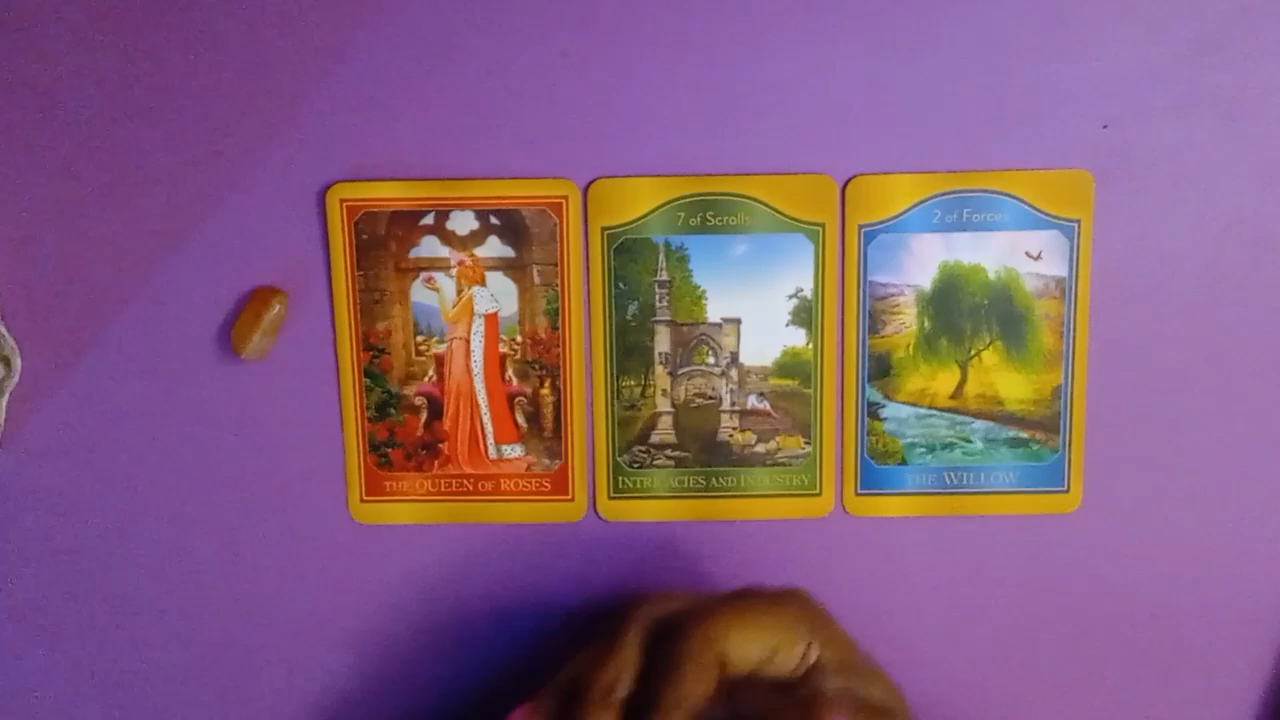 THE QUEEN OF ROSES
7 of Scrolls
INTRICACIES AND INDUSTRY
2 of Forces
THE WILLOW